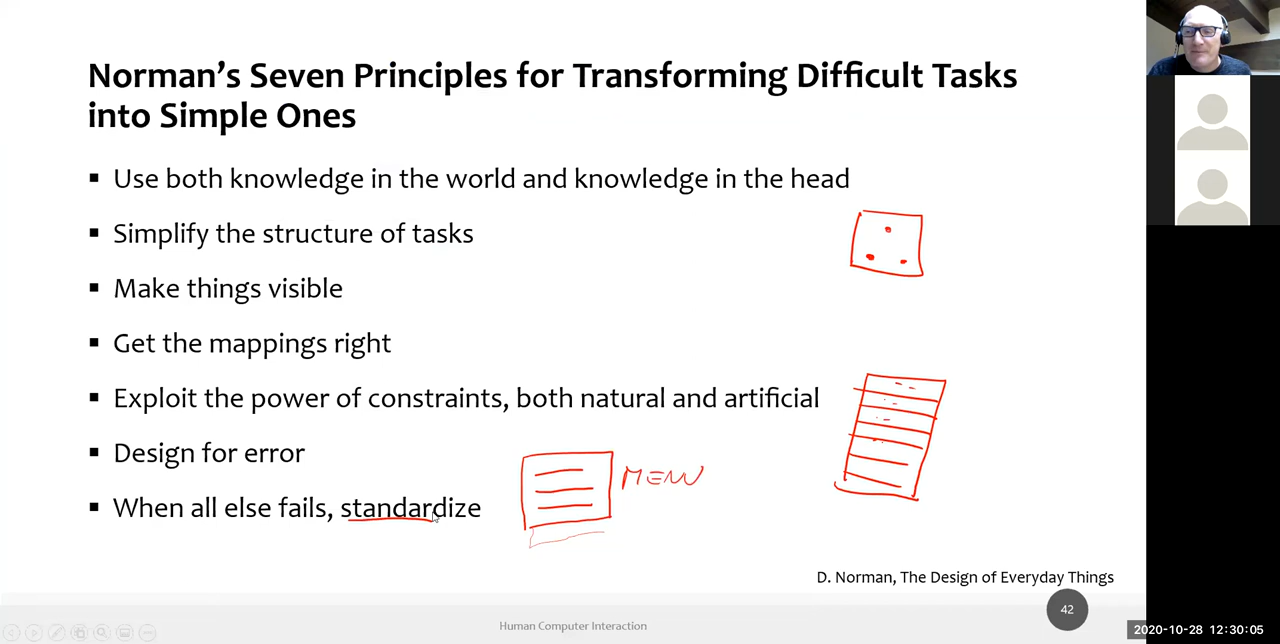 Norman's Seven Principles for Transforming Difficult Tasks
into Simple Ones
▪ Use both knowledge in the world and knowledge in the head
▪ Simplify the structure of tasks
▪ Make things visible
▪ Get the mappings right
▪ Exploit the power of constraints, both natural and artificial
▪ Design for error
▪ When all else fails, standardize
MENU
D. Norman, The Design of Everyday Things
42
Human Computer Interaction
2020-10-28 12:30:05